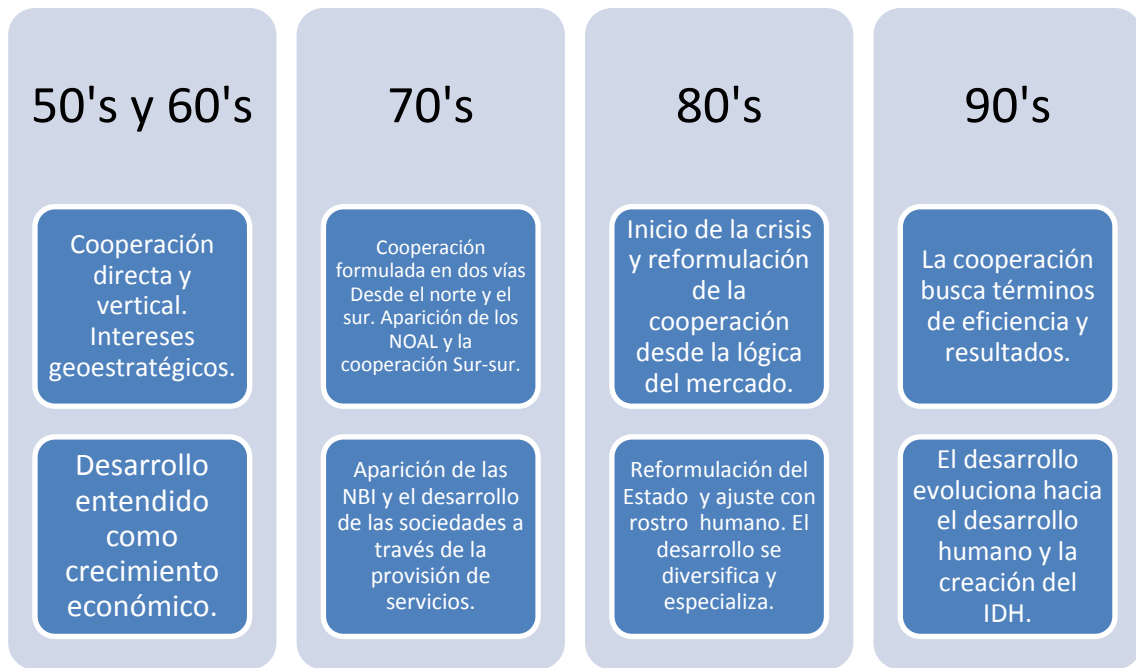 50's y 60's
Cooperación
directa y
vertical.
Intereses
geoestratégicos.
Desarrollo
entendido
como
crecimiento
económico.
70's
Cooperación
formulada en dos vías
Desde el norte y el
sur. Aparición de los
NOAL y la
cooperación Sur-sur.
Aparición de las
NBI y el desarrollo
de las sociedades a
través de la
provisión de
servicios.
80's
Inicio de la crisis
y reformulación
de la
cooperación
desde la lógica
del mercado.
Reformulación del
Estado y ajuste con
rostro humano. El
desarrollo se
diversifica y
especializa.
90's
La cooperación
busca términos
de eficiencia y
resultados.
El desarrollo
evoluciona hacia
el desarrollo
humano y la
creación del
IDH.